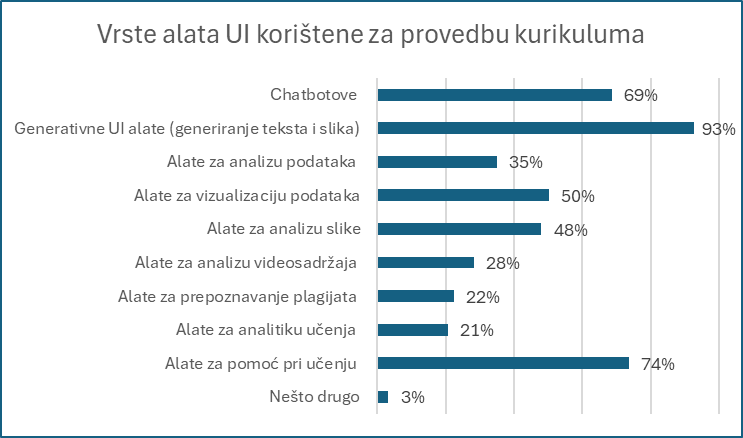 Vrste alata UI korištene za provedbu kurikuluma
Chatbotove 69%
Generativne UI alate (generiranje teksta i slika) 93%
Alate za analizu podataka 35%
Alate za vizualizaciju podataka 50%
Alate za analizu slike 48%
Alate za analizu videosadržaja 28%
Alate za prepoznavanje plagijata 22%
Alate za analitiku učenja 21%
Alate za pomoć pri učenju 74%
Nešto drugo 3%